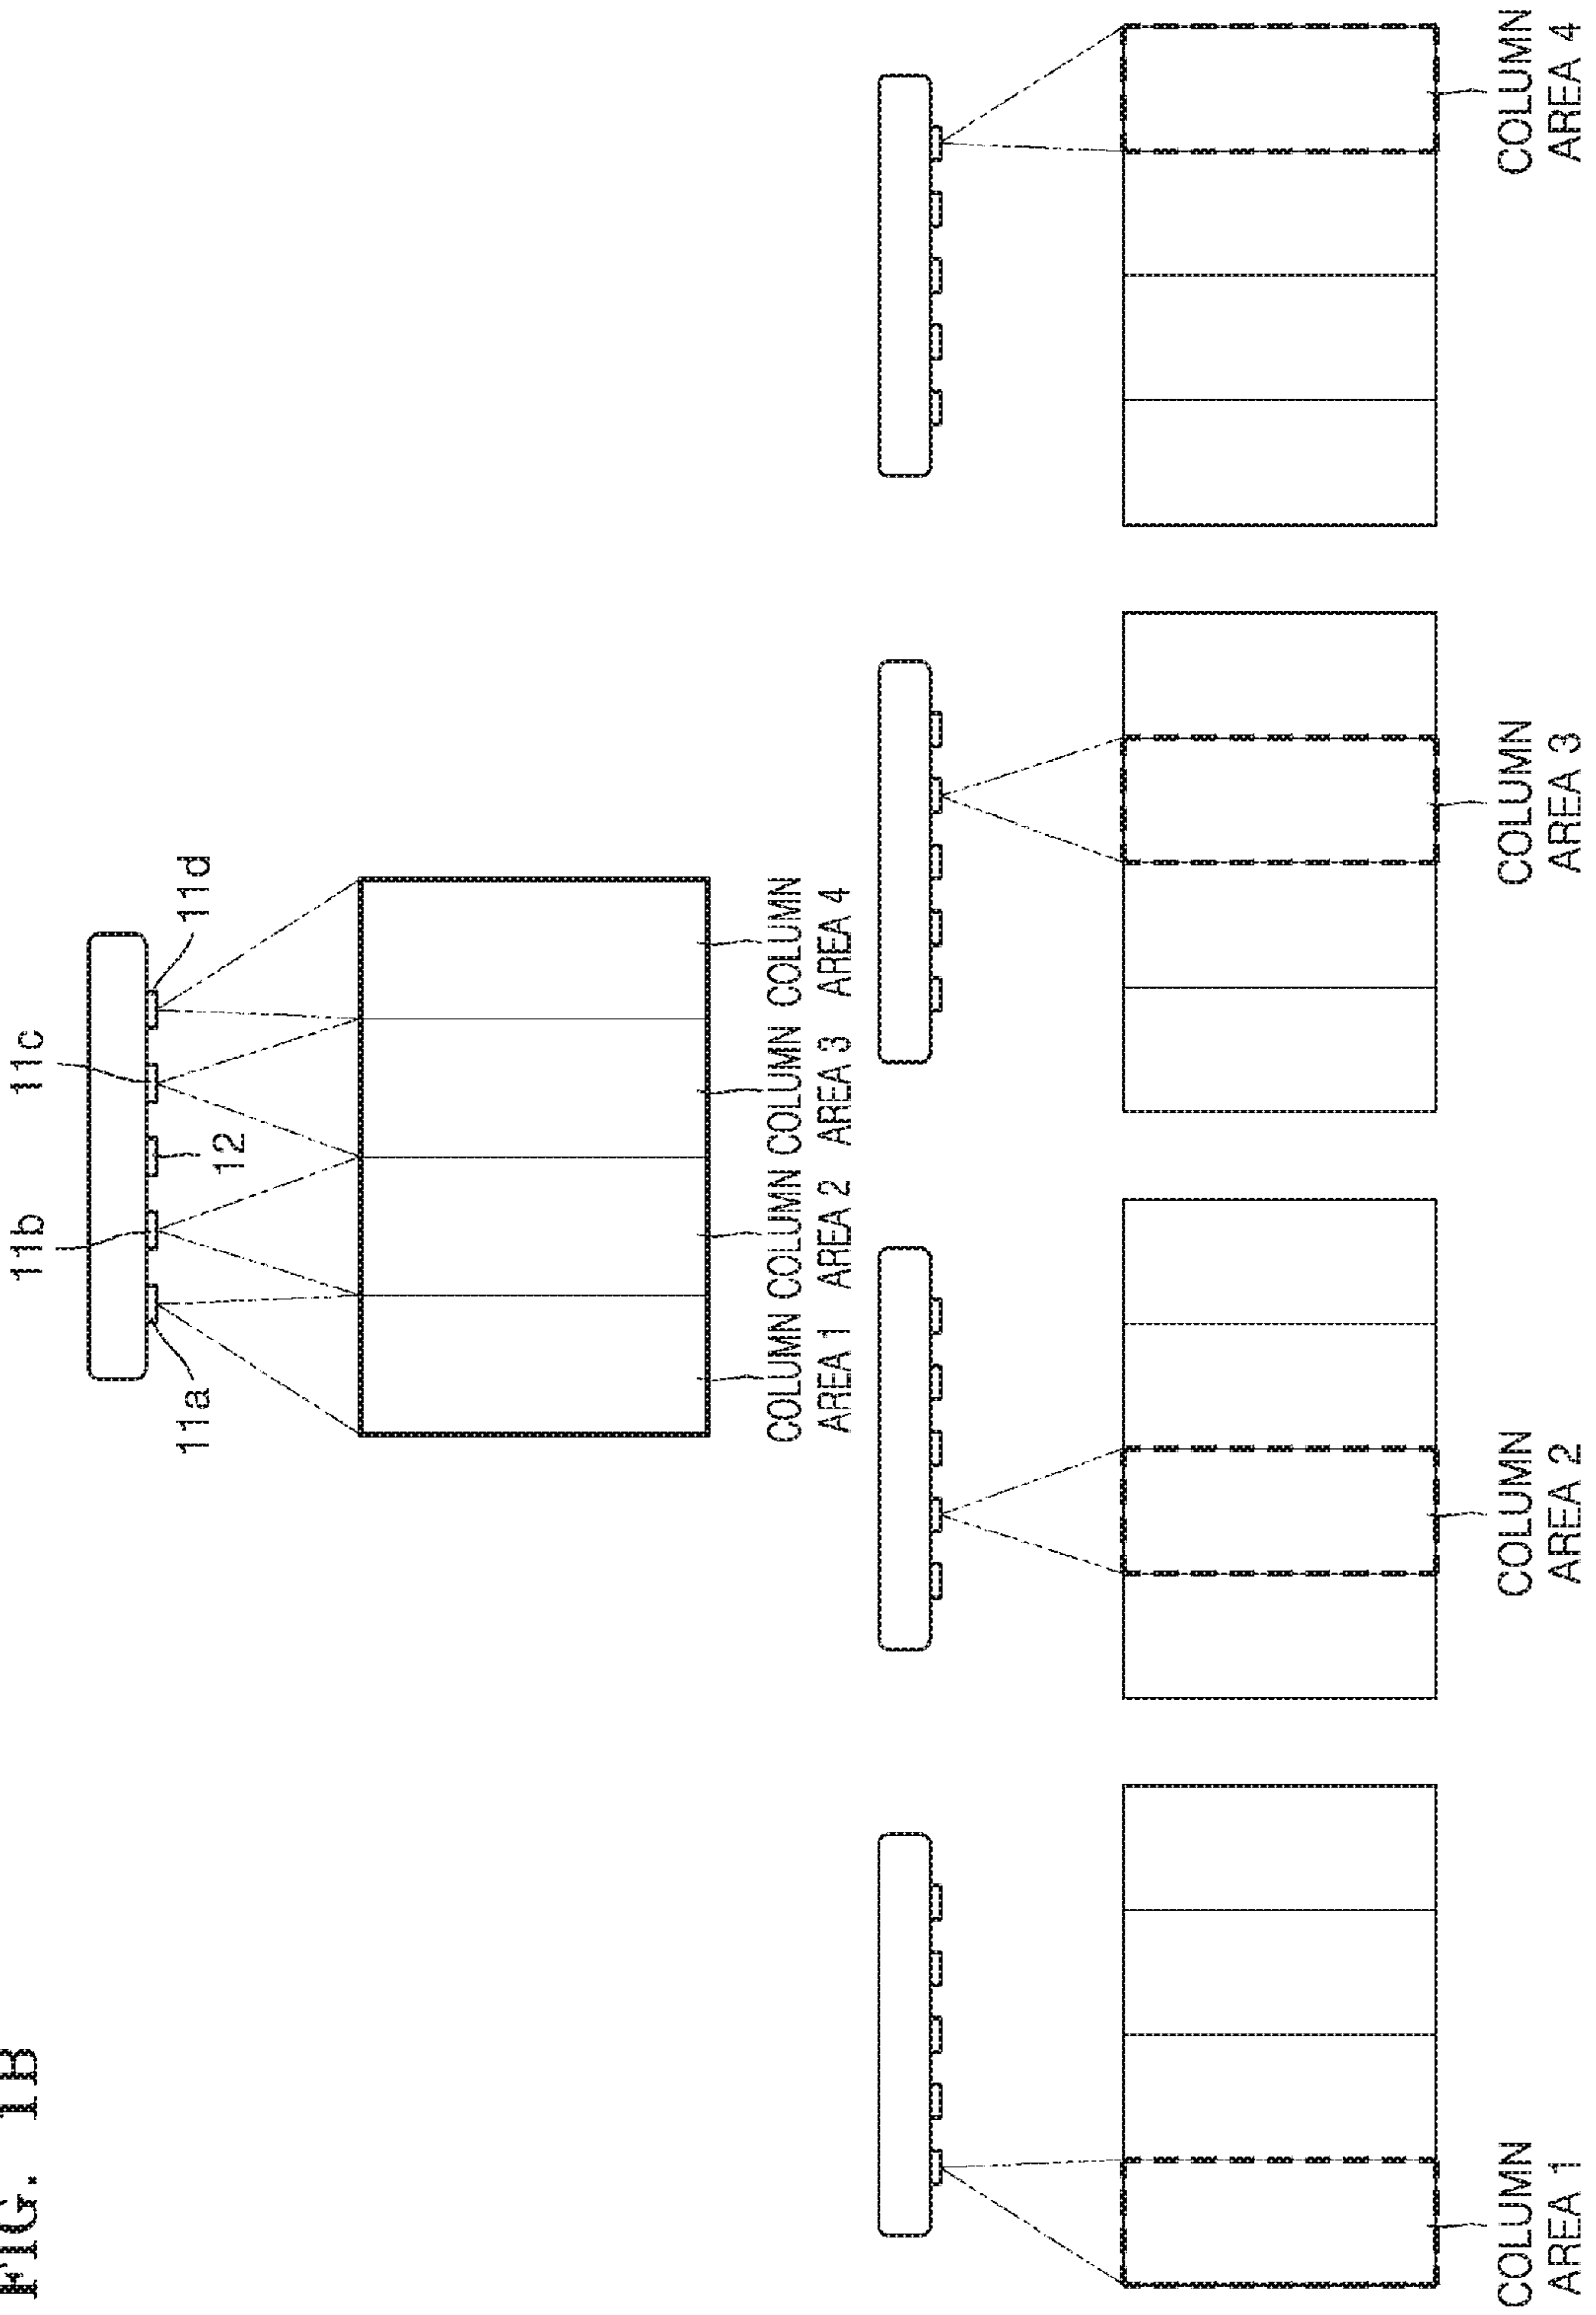 FIG. 1B
11b 11c
11a 11d
12
COLUMN COLUMN COLUMN COLUMN
AREA 1 AREA 2 AREA 3 AREA 4
COLUMN
AREA 1
COLUMN
AREA 2
COLUMN
AREA 3
COLUMN
AREA 4